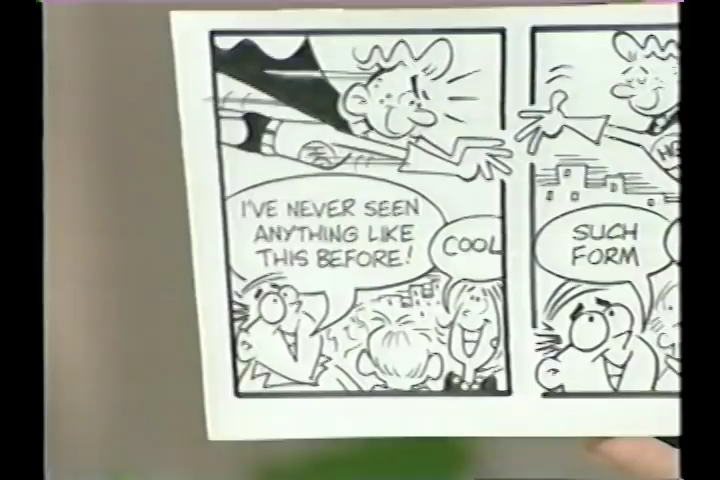 I'VE NEVER SEEN
ANYTHING LIKE
THIS BEFORE!
COOL
SUCH
FORM